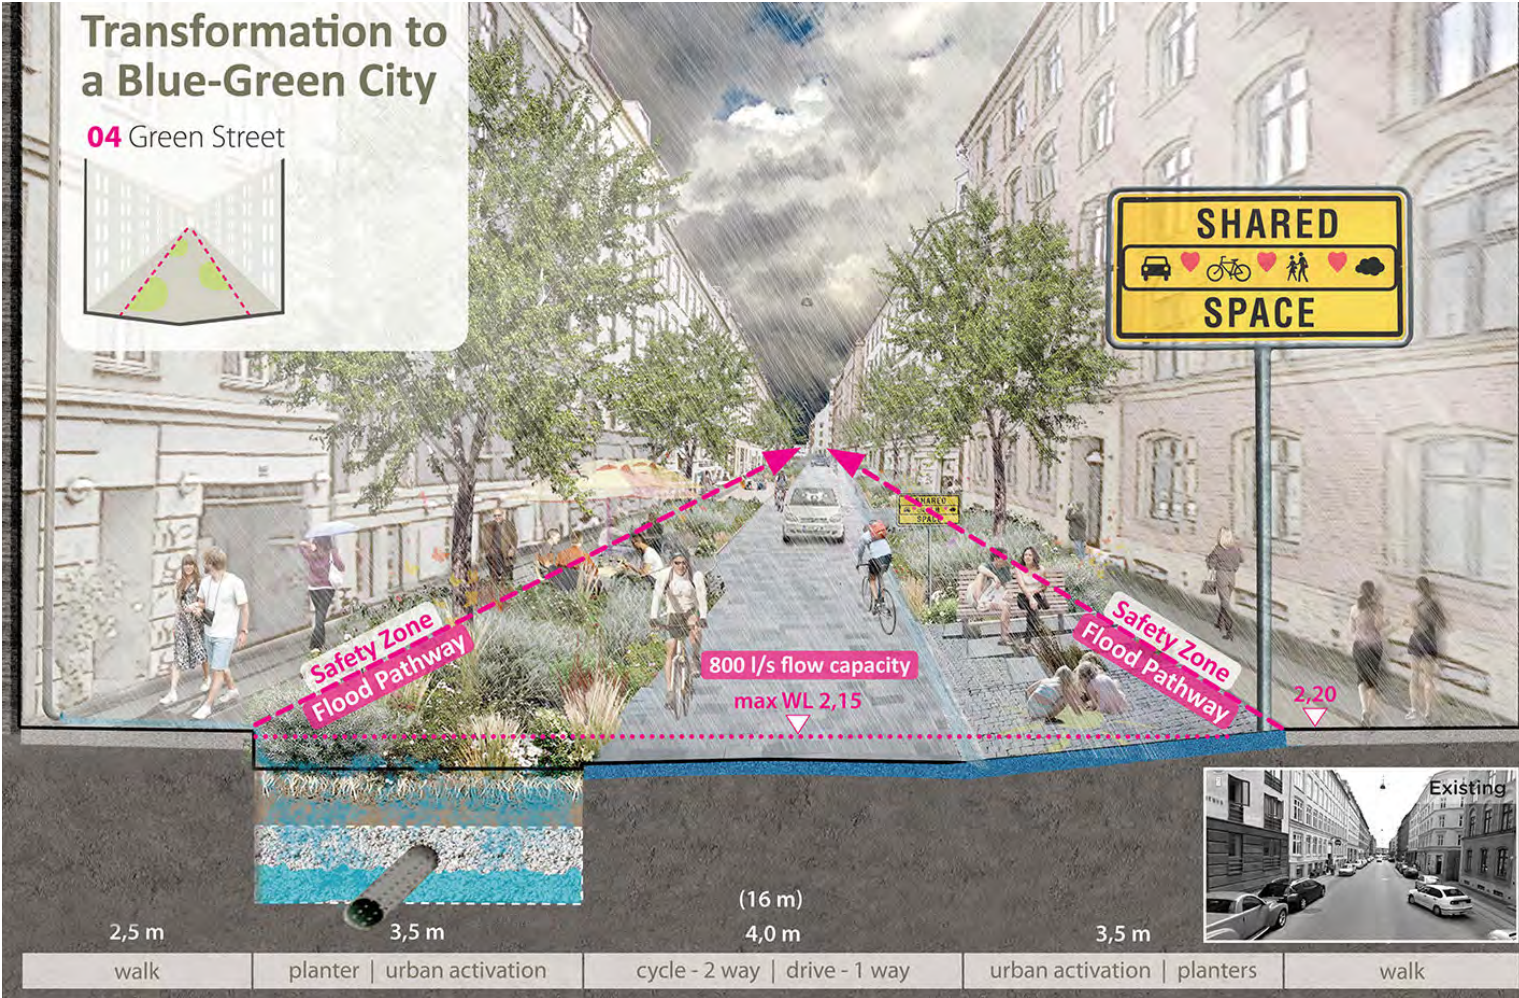 Transformation to
a Blue-Green City
04 Green Street
SHARED
SPACE
SHARED
SPACE
Safety Zone
Flood Pathway
800 l/s flow capacity
max WL 2,15
Safety Zone
Flood Pathway
2,20
Existing
(16 m)
2,5 m
3,5 m
4,0 m
3,5 m
walk
planter | urban activation
cycle - 2 way | drive - 1 way
urban activation | planters
walk